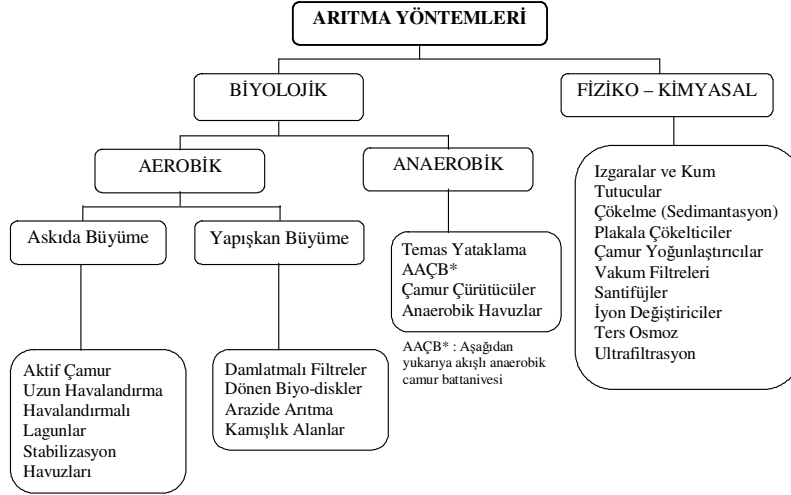 ARITMA YÖNTEMLERİ
BİYOLOJİK
FİZİKO – KİMYASAL
AEROBİK
ANAEROBİK
Askıda Büyüme
Yapışkan Büyüme
Izgaralar ve Kum
Tutucular
Çökelme (Sedimantasyon)
Plakala Çökelticiler
Çamur Yoğunlaştırıcılar
Vakum Filtreleri
Santifüjler
İyon Değiştiriciler
Ters Osmoz
Ultrafiltrasyon
Temas Yataklama
AAÇB*
Çamur Çürütücüler
Anaerobik Havuzlar
AAÇB* : Aşağıdan
yukarıya akışlı anaerobik
camur battanivesi
Aktif Çamur
Uzun Havalandırma
Havalandırmalı
Lagunlar
Stabilizasyon
Havuzları
Damlatmalı Filtreler
Dönen Biyo-diskler
Arazide Arıtma
Kamışlık Alanlar